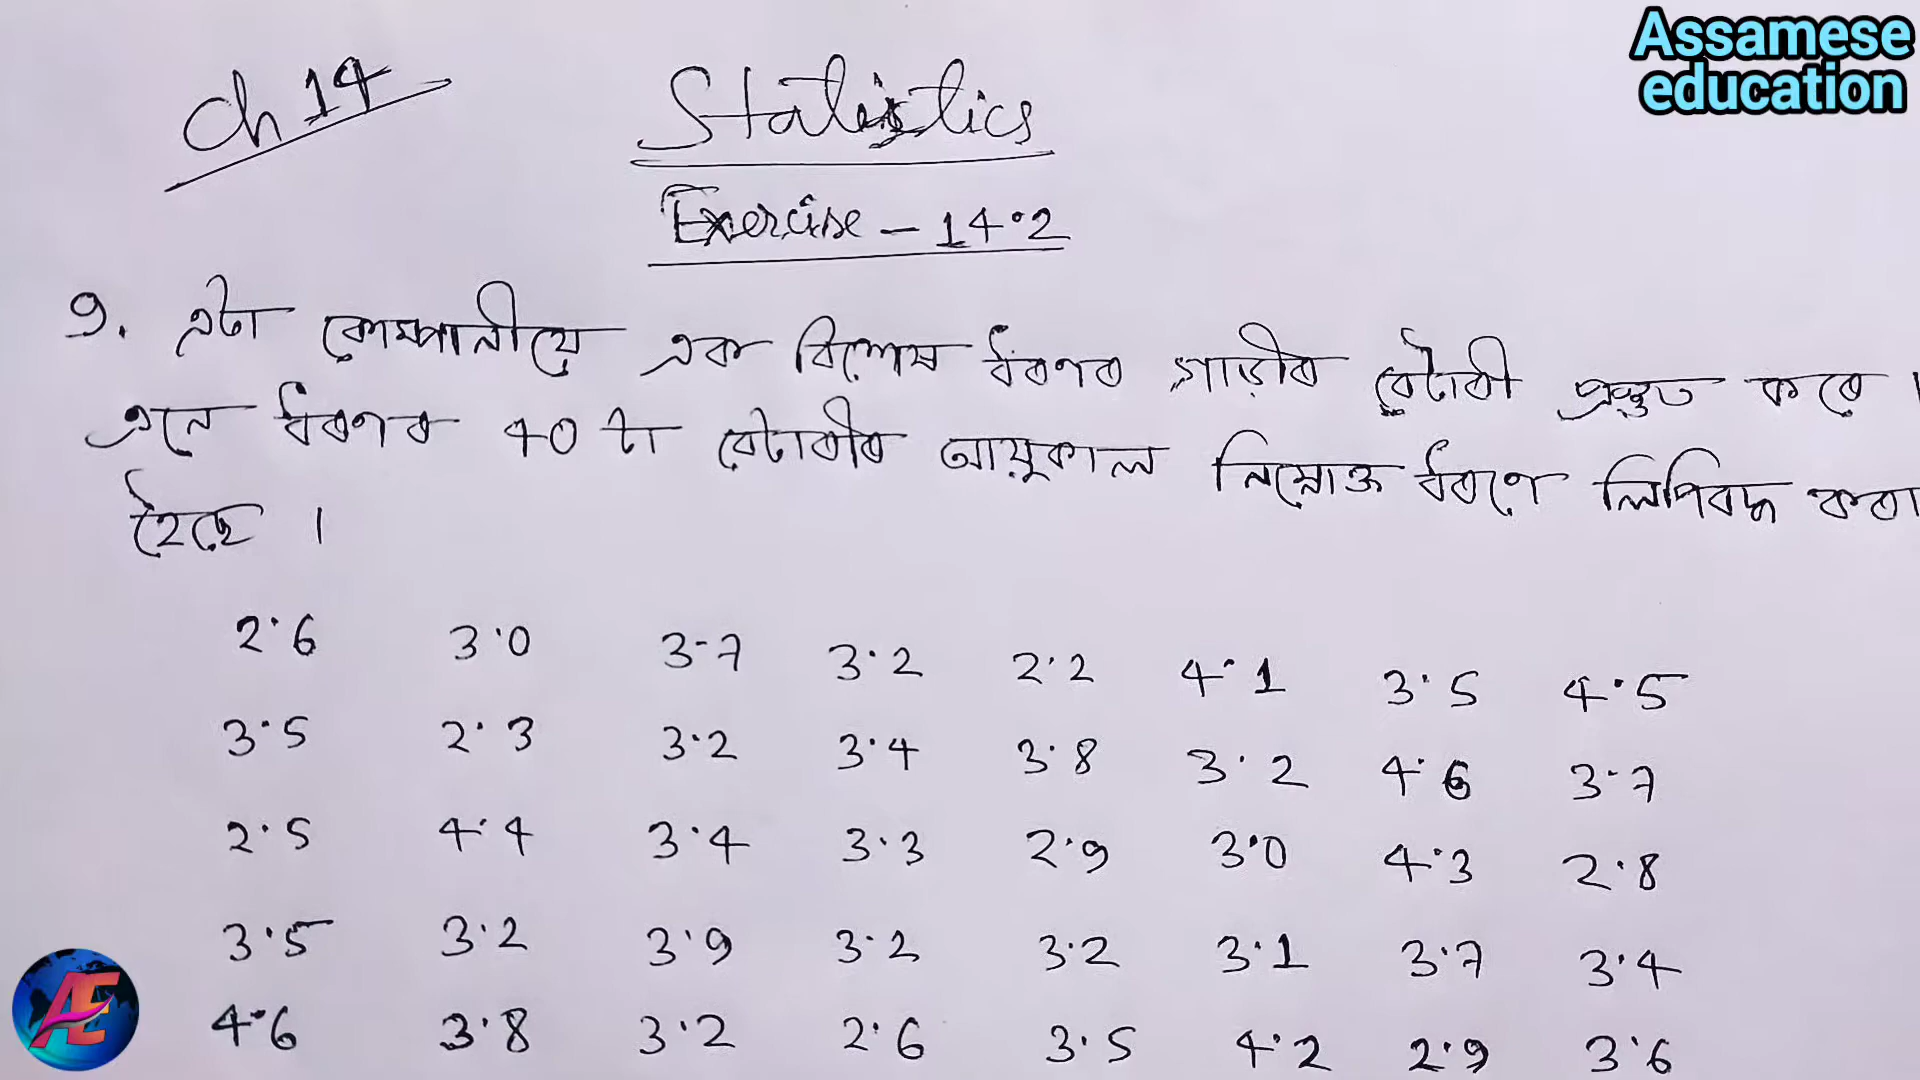 Assamese
education
Ch 14
Statistics
Exercise - 14.2
9. এটা কোম্পানীয়ে এক বিশেষ ধৰণৰ গাড়ীৰ বেটাৰী প্ৰস্তুত কৰে ।
এনে ধৰণৰ 40 টা বেটাৰীৰ আয়ুকাল নিম্নোক্ত ধৰণে লিপিবদ্ধ কৰা
হৈছে ।
2.6 3.0 3.7 3.2 2.2 4.1 3.5 4.5
3.5 2.3 3.2 3.4 3.8 3.2 4.6 3.7
2.5 4.4 3.4 3.3 2.9 3.0 4.3 2.8
3.5 3.2 3.9 3.2 3.2 3.1 3.7 3.4
4.6 3.8 3.2 2.6 3.5 4.2 2.9 3.6
AE